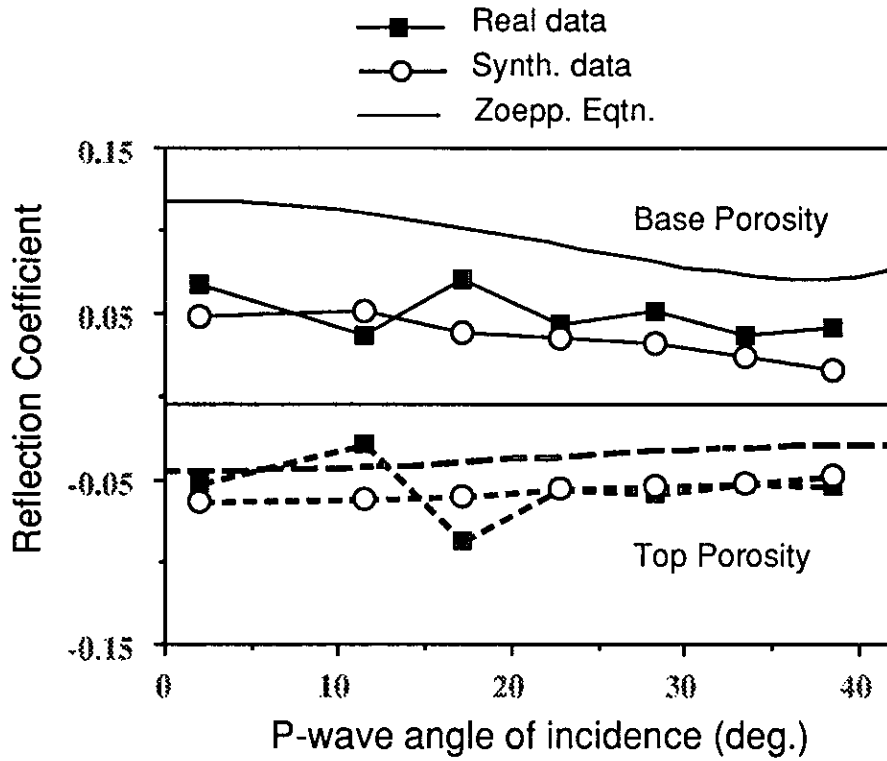 Real data
Synth. data
Zoepp. Eqtn.
0.15
Base Porosity
0.05
Reflection Coefficient
-0.05
Top Porosity
-0.15
0 10 20 30 40
P-wave angle of incidence (deg.)